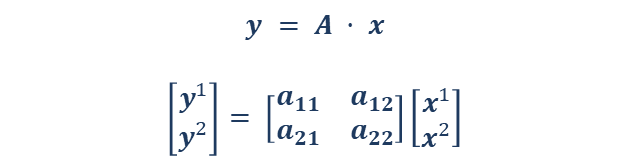 y = A · x
[y¹ y²] = [a₁₁ a₁₂ a₂₁ a₂₂] [x¹ x²]